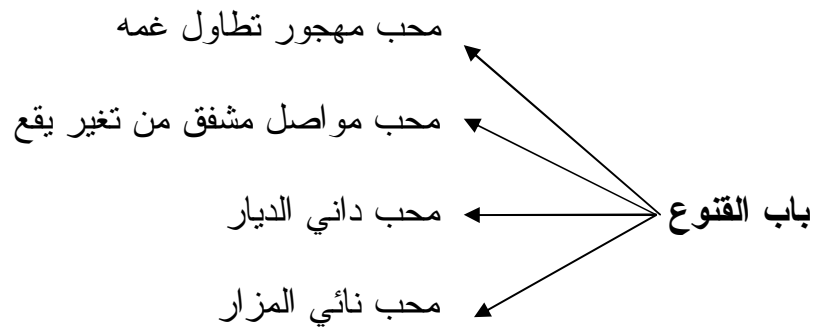 محب مهجور تطاول غمه
محب مواصل مشفق من تغير يقع
باب القنوع
محب داني الديار
محب نائي المزار